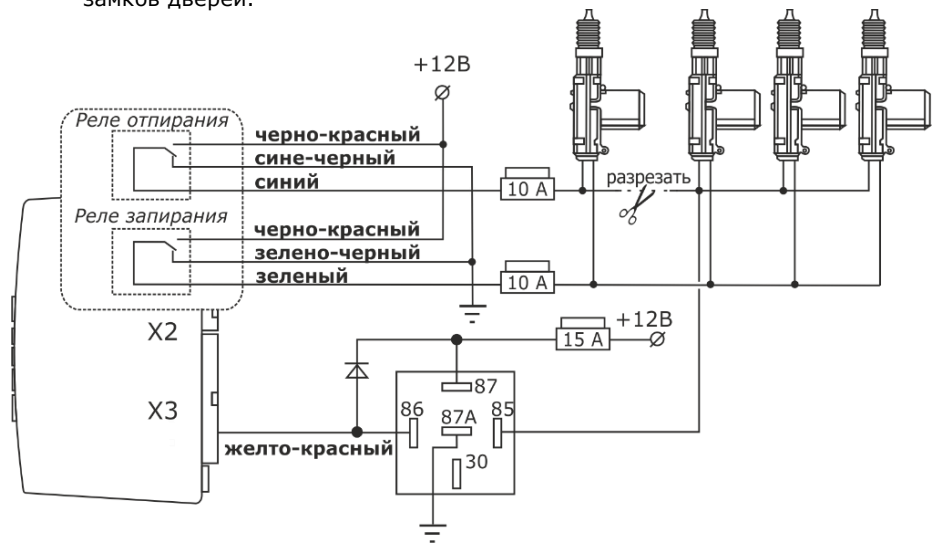 замков дверей.
+12В
Реле отпирания
черно-красный
сине-черный
синий
10 А
разрезать
Реле запирания
черно-красный
зелено-черный
зеленый
10 А
X2
+12В
15 А
87
X3
86
87А
85
желто-красный
30